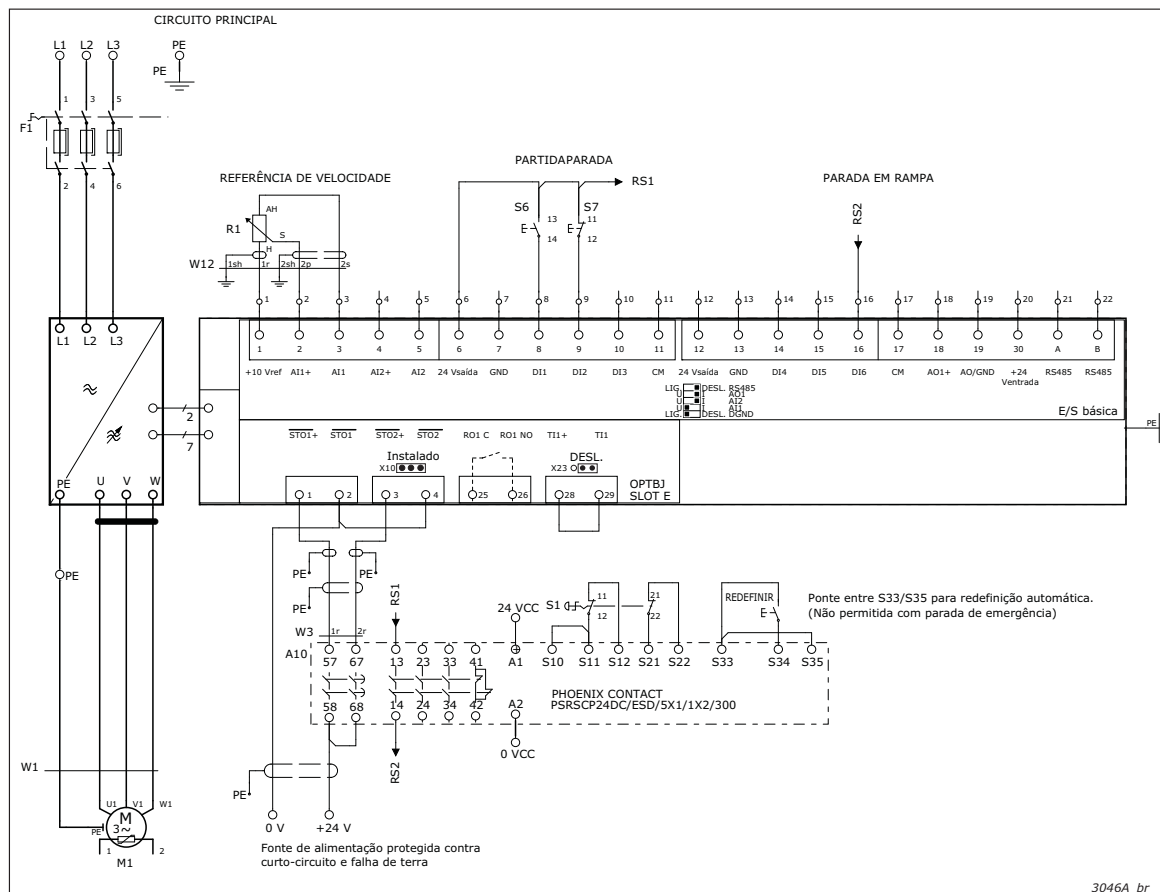 CIRCUITO PRINCIPAL
L1 L2 L3 PE
PE
1 3 5
F1
2 4 6
REFERÊNCIA DE VELOCIDADE
PARTIDAPARADA
PARADA EM RAMPA
RS1
RS2
AH
R1
S
H
S6
13
14
S7
11
12
W12
1sh 1r 2sh 2p 2s
1 2 3 4 5 6 7 8 9 10 11 12 13 14 15 16 17 18 19 20 21 22
L1 L2 L3
1 2 3 4 5 6 7 8 9 10 11 12 13 14 15 16 17 18 19 30 A B
+10 Vref AI1+ AI1 AI2+ AI2 24 Vsaída GND DI1 DI2 DI3 CM 24 Vsaída GND DI4 DI5 DI6 CM AO1+ AO/GND +24 Ventrada RS485 RS485
LIG. DESL. RS485
U I AO1
U I AI2
U I AI1
LIG. DESL. DGND
E/S básica
2
7
PE
STO1+ STO1 STO2+ STO2 RO1 C RO1 NO TI1+ TI1
Instalado
X10
DESL.
X23
OPTBJ
SLOT E
1 2 3 4 25 26 28 29
PE U V W
PE
PE PE
PE
RS1
24 VCC
S1
11
12
21
22
REDEFINIR
Ponte entre S33/S35 para redefinição automática.
(Não permitida com parada de emergência)
W3
1r 2r
A10
57 67 13 23 33 41 A1 S10 S11 S12 S21 S22 S33 S34 S35
PHOENIX CONTACT
PSRSCP24DC/ESD/5X1/1X2/300
58 68 14 24 34 42 A2
0 VCC
RS2
PE
W1
U1 V1 W1
M
3~
PE
1 2
M1
0 V +24 V
Fonte de alimentação protegida contra
curto-circuito e falha de terra
3046A_br